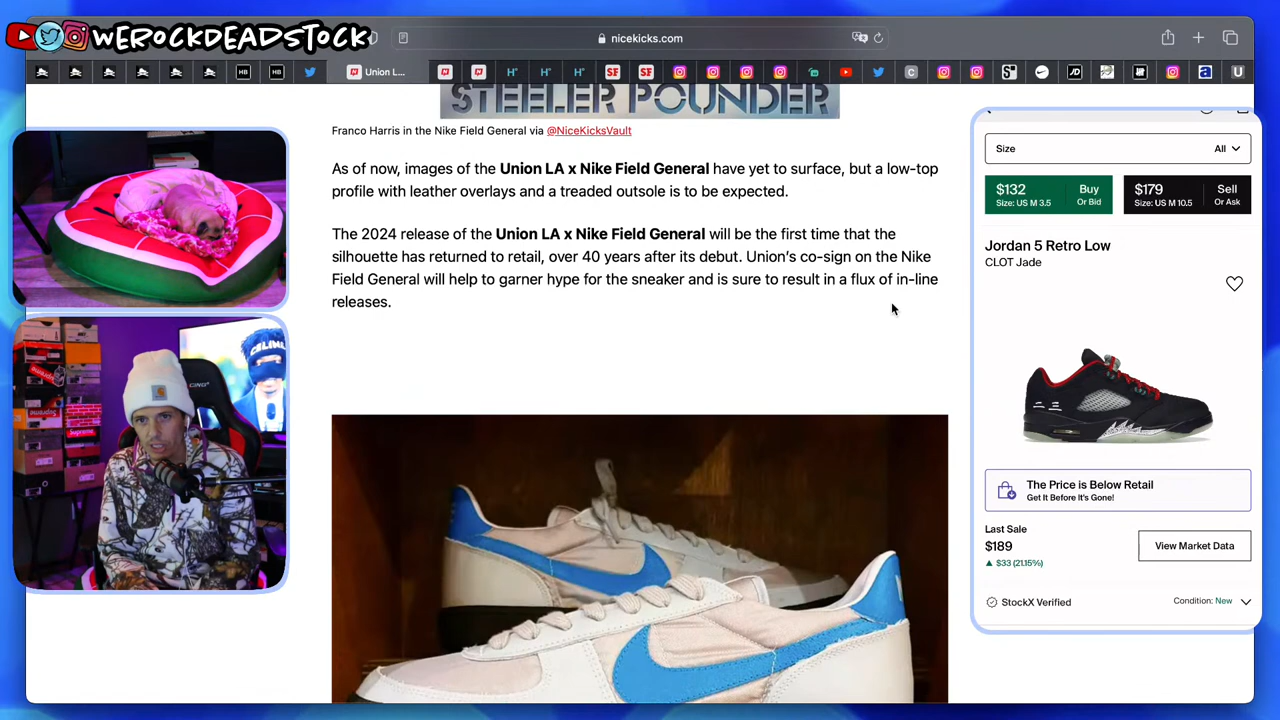 WEROCKDEADSTOCK
nicekicks.com
HB
HB
Union L...
H
H
H
SF
SF
C
S
JD
a
U
STEELER POUNDER
Franco Harris in the Nike Field General via @NiceKicksVault
As of now, images of the Union LA x Nike Field General have yet to surface, but a low-top
profile with leather overlays and a treaded outsole is to be expected.
The 2024 release of the Union LA x Nike Field General will be the first time that the
silhouette has returned to retail, over 40 years after its debut. Union’s co-sign on the Nike
Field General will help to garner hype for the sneaker and is sure to result in a flux of in-line
releases.
Size
All
$132
Size: US M 3.5
Buy
Or Bid
$179
Size: US M 10.5
Sell
Or Ask
Jordan 5 Retro Low
CLOT Jade
The Price is Below Retail
Get It Before It's Gone!
Last Sale
$189
▲ $33 (21.15%)
View Market Data
StockX Verified
Condition: New
Supreme
Supreme